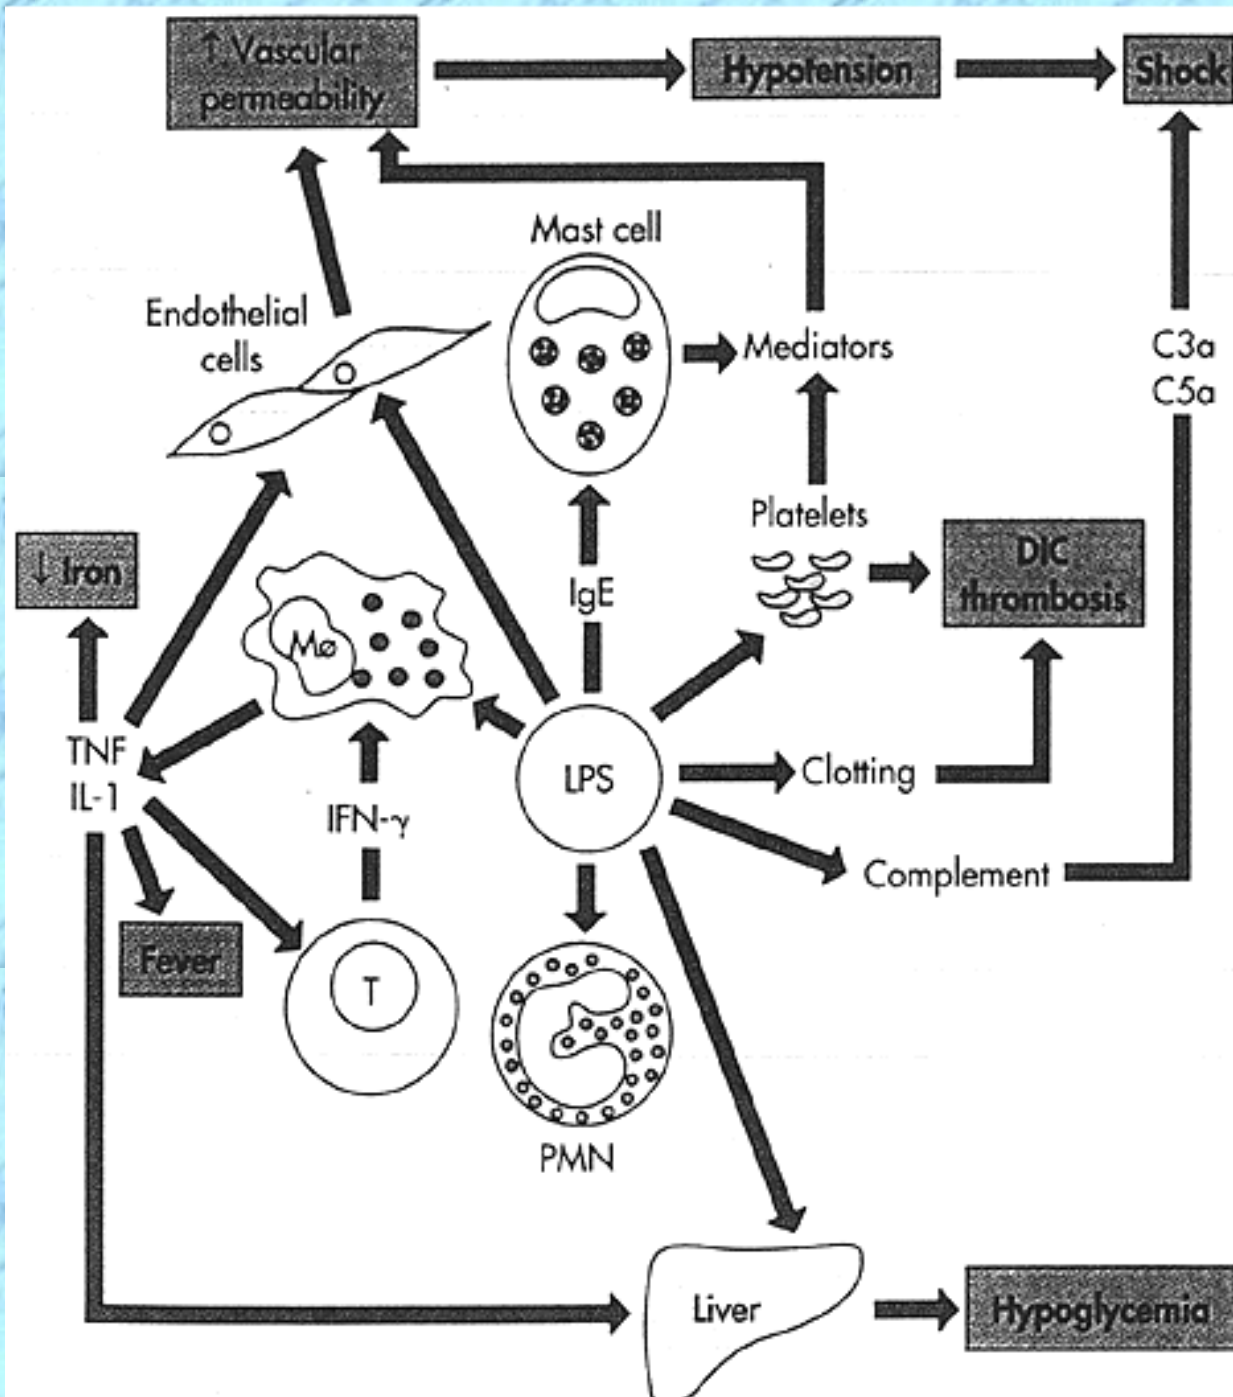 ↑ Vascular
permeability
Hypotension
Shock
Mast cell
Endothelial
cells
Mediators
C3a
C5a
Platelets
↓ Iron
DIC
thrombosis
IgE
Mø
TNF
IL-1
LPS
Clotting
IFN-γ
Complement
Fever
T
PMN
Liver
Hypoglycemia